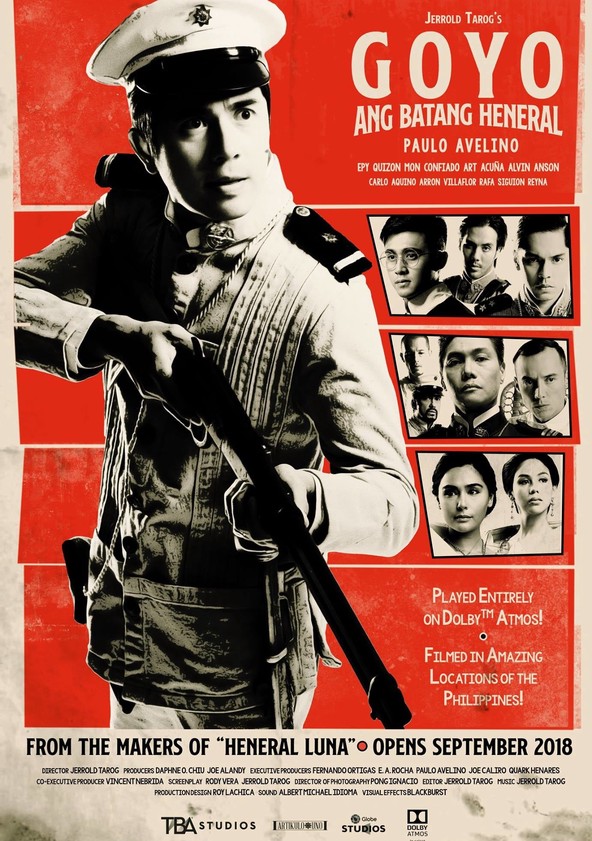 JERROLD TAROG'S
GOYO
ANG BATANG HENERAL
PAULO AVELINO
EPY QUIZON MON CONFIADO ART ACUÑA ALVIN ANSON
CARLO AQUINO ARRON VILLAFLOR RAFA SIGUION REYNA
PLAYED ENTIRELY
ON DOLBY™ ATMOS!
FILMED IN AMAZING
LOCATIONS OF THE
PHILIPPINES!
FROM THE MAKERS OF "HENERAL LUNA" • OPENS SEPTEMBER 2018
DIRECTOR JERROLD TAROG PRODUCERS DAPHNE O. CHIU JOE ALANDY EXECUTIVE PRODUCERS FERNANDO ORTIGAS E. A. ROCHA PAULO AVELINO JOE CALIRO QUARK HENARES
CO-EXECUTIVE PRODUCER VINCENT NEBRIDA SCREENPLAY RODY VERA JERROLD TAROG DIRECTOR OF PHOTOGRAPHY PONG IGNACIO EDITOR JERROLD TAROG MUSIC JERROLD TAROG
PRODUCTION DESIGN ROY LACHICA SOUND ALBERT MICHAEL IDIOMA VISUAL EFFECTS BLACKBURST
TBA STUDIOS
ARTIKULO UNO
Globe
STUDIOS
DOLBY
ATMOS